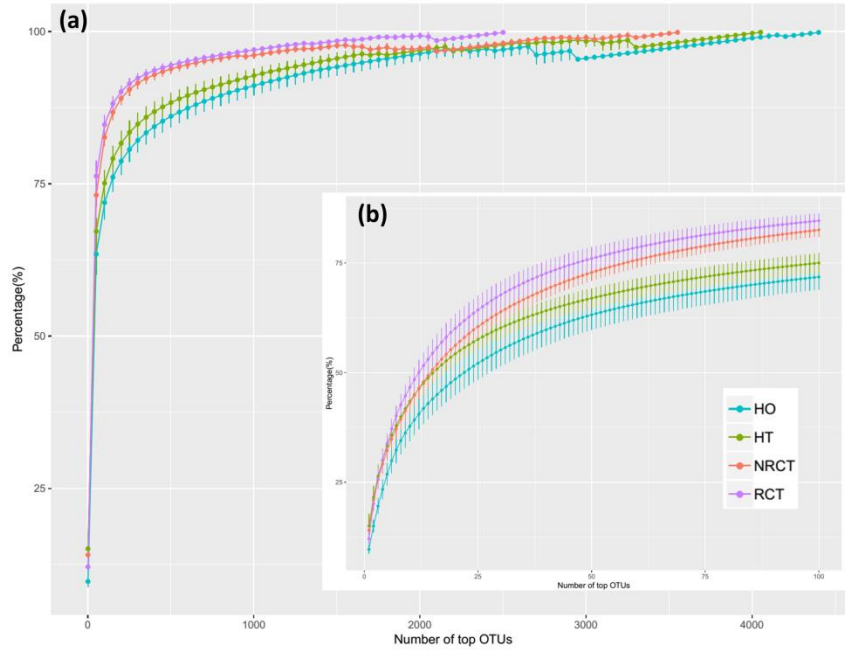 (a)
100
75
50
25
Percentage(%)
0
1000
2000
3000
4000
Number of top OTUs
(b)
75
50
25
Percentage(%)
0
25
50
75
100
Number of top OTUs
HO
HT
NRCT
RCT